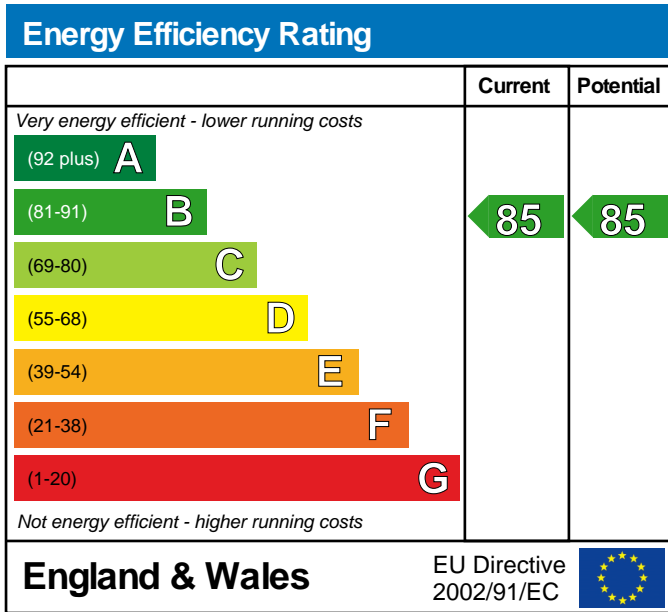 Energy Efficiency Rating
Current Potential
Very energy efficient - lower running costs
(92 plus) A
(81-91) B 85 85
(69-80) C
(55-68) D
(39-54) E
(21-38) F
(1-20) G
Not energy efficient - higher running costs
England & Wales
EU Directive
2002/91/EC